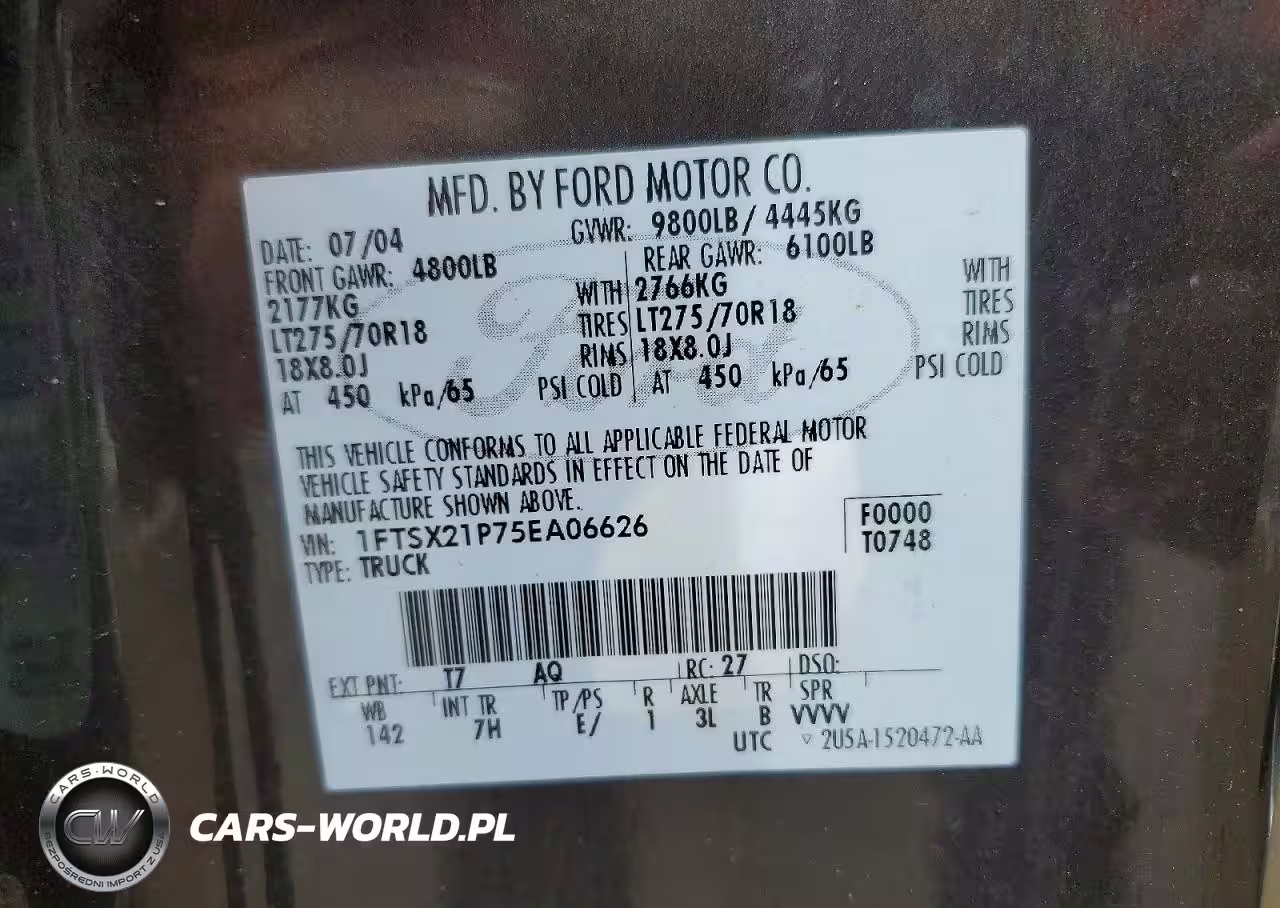 MFD. BY FORD MOTOR CO.
DATE: 07/04 GVWR: 9800LB/ 4445KG
FRONT GAWR: 4800LB REAR GAWR: 6100LB
2177KG WITH 2766KG WITH
LT275/70R18 TIRES LT275/70R18 TIRES
18X8.0J RIMS 18X8.0J RIMS
AT 450 kPa/65 PSI COLD AT 450 kPa/65 PSI COLD
Ford
THIS VEHICLE CONFORMS TO ALL APPLICABLE FEDERAL MOTOR
VEHICLE SAFETY STANDARDS IN EFFECT ON THE DATE OF
MANUFACTURE SHOWN ABOVE.
VIN: 1FTSX21P75EA06626 F0000
TYPE: TRUCK T0748
EXT PNT: T7 AQ RC: 27 DSO:
WB INT TR TP/PS R AXLE TR SPR
142 7H E/ 1 3L B VVVV
UTC ▽ 2U5A-1520472-AA
CARS-WORLD
CW
BEZPOŚREDNI IMPORT Z USA
CARS-WORLD.PL